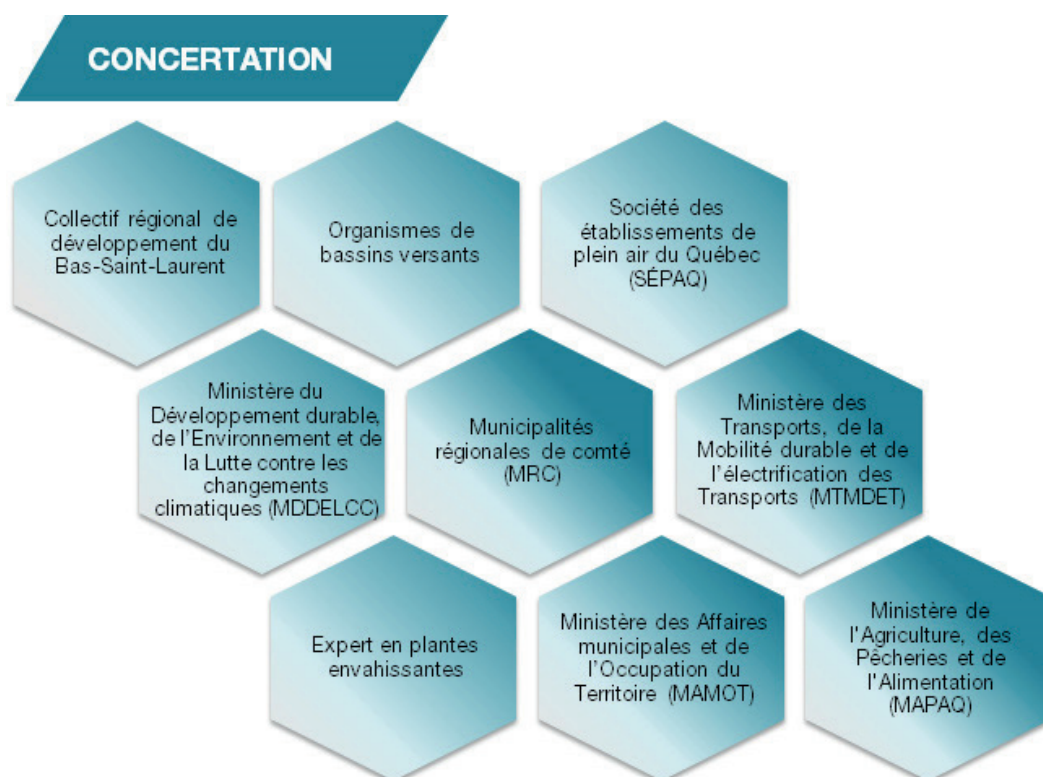 CONCERTATION
Collectif régional de
développement du
Bas-Saint-Laurent
Organismes de
bassins versants
Société des
établissements de
plein air du Québec
(SÉPAQ)
Ministère du
Développement durable,
de l'Environnement et de
la Lutte contre les
changements
climatiques (MDDELCC)
Municipalités
régionales de comté
(MRC)
Ministère des
Transports, de la
Mobilité durable et de
l'électrification des
Transports (MTMDET)
Expert en plantes
envahissantes
Ministère des Affaires
municipales et de
l'Occupation du
Territoire (MAMOT)
Ministère de
l'Agriculture, des
Pêcheries et de
l'Alimentation
(MAPAQ)